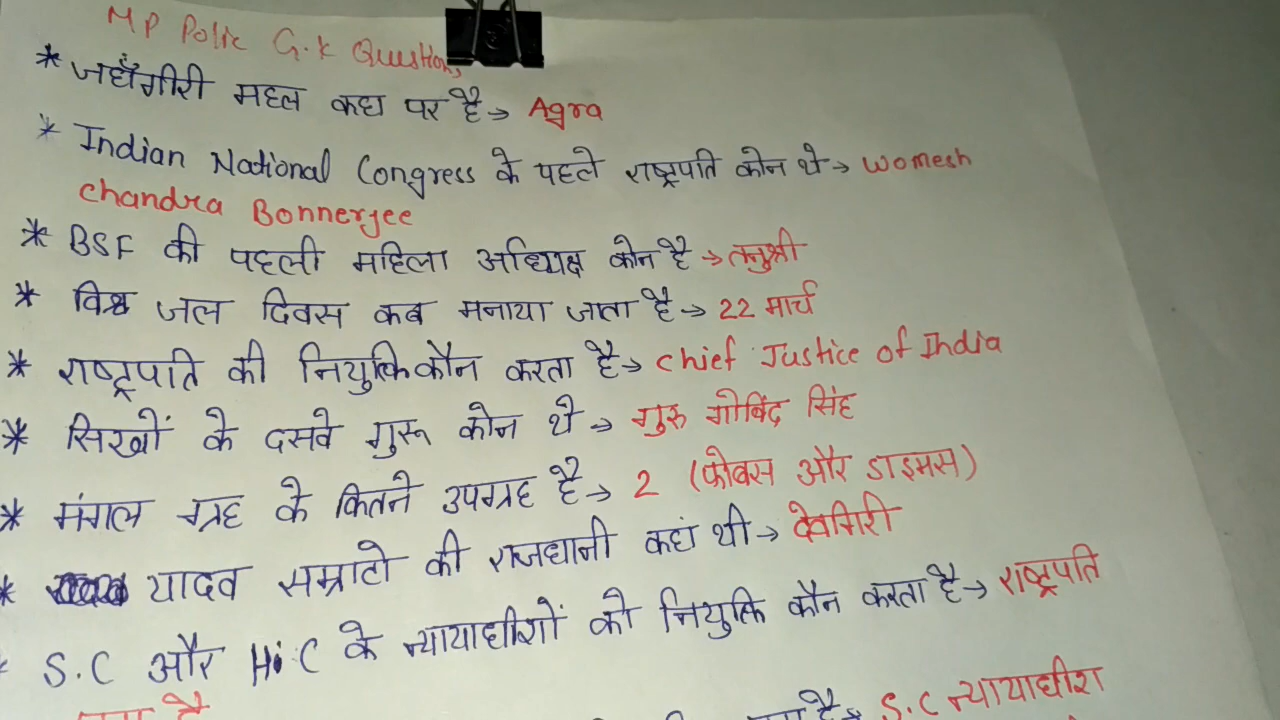 MP Polic G.K Question,
* जहाँगीरी महल कहा पर है → Agra
* Indian National Congress के पहले राष्ट्रपति कोन थे → Womesh
Chandra Bonnerjee
* BSF की पहली महिला अध्यिक्ष कोन है → तनुश्री
* विश्व जल दिवस कब मनाया जाता है → 22 मार्च
* राष्ट्रपति की नियुक्ति कौन करता है → Chief Justice of India
* सिखों के दसवे गुरू कोन थे → गुरु गोबिंद सिंह
* मंगल ग्रह के कितने उपग्रह है → 2 (फोबस और डाइमस)
* यादव सम्राटो की राजधानी कहां थी → देवगिरी
* S.C और H.C के न्यायाधीशों की नियुक्ति कौन करता है → राष्ट्रपति
है → S.C न्यायाधीश
है